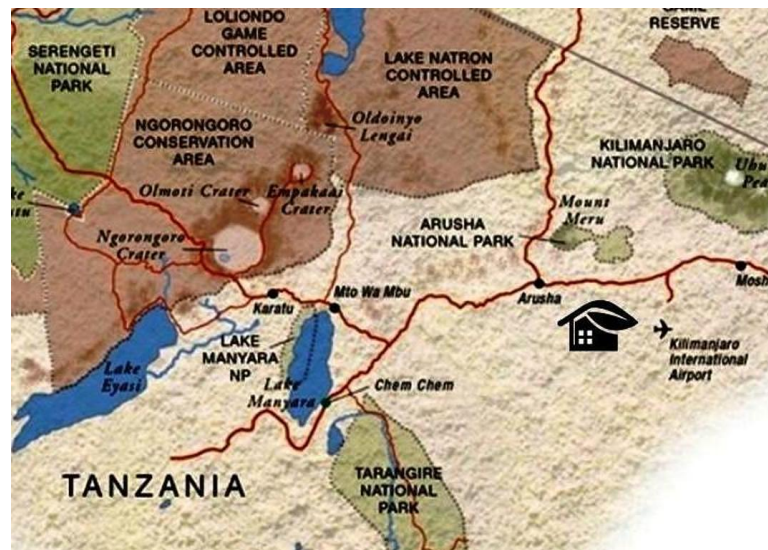 LOLIONDO
GAME
CONTROLLED
AREA
GAME
RESERVE
SERENGETI
NATIONAL
PARK
LAKE NATRON
CONTROLLED
AREA
NGORONGORO
CONSERVATION
AREA
Oldoinyo
Lengai
KILIMANJARO
NATIONAL PARK
Olmoti Crater
Empakaai
Crater
Mount
Meru
ARUSHA
NATIONAL PARK
Ngorongoro
Crater
Karatu
Mto Wa Mbu
Arusha
Mosh
LAKE
MANYARA
NP
Kilimanjaro
International
Airport
Lake
Eyasi
Lake
Manyara
Chem Chem
TARANGIRE
NATIONAL
PARK
TANZANIA